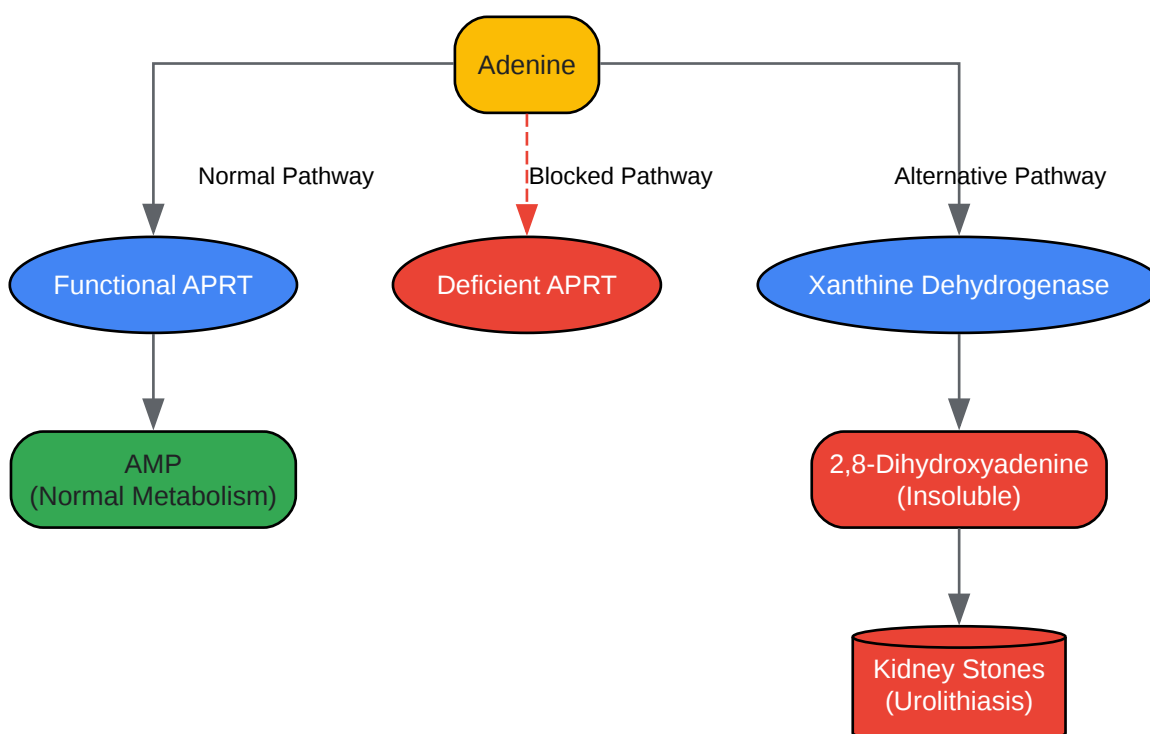 Adenine
Normal Pathway
Blocked Pathway
Alternative Pathway
Functional APRT
Deficient APRT
Xanthine Dehydrogenase
AMP
(Normal Metabolism)
2,8-Dihydroxyadenine
(Insoluble)
Kidney Stones
(Urolithiasis)